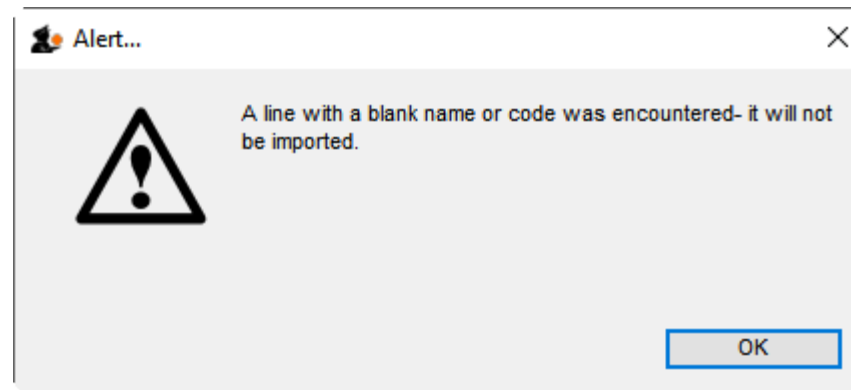 Alert...
A line with a blank name or code was encountered- it will not
be imported.
OK